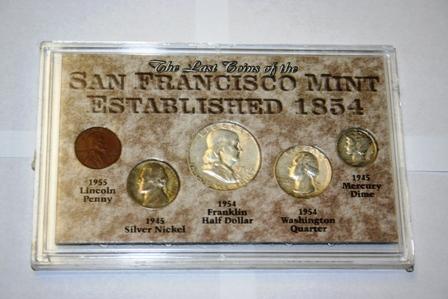 The Last Coins of the
SAN FRANCISCO MINT
ESTABLISHED 1854
1955
Lincoln
Penny
1945
Silver Nickel
1954
Franklin
Half Dollar
1954
Washington
Quarter
1945
Mercury
Dime